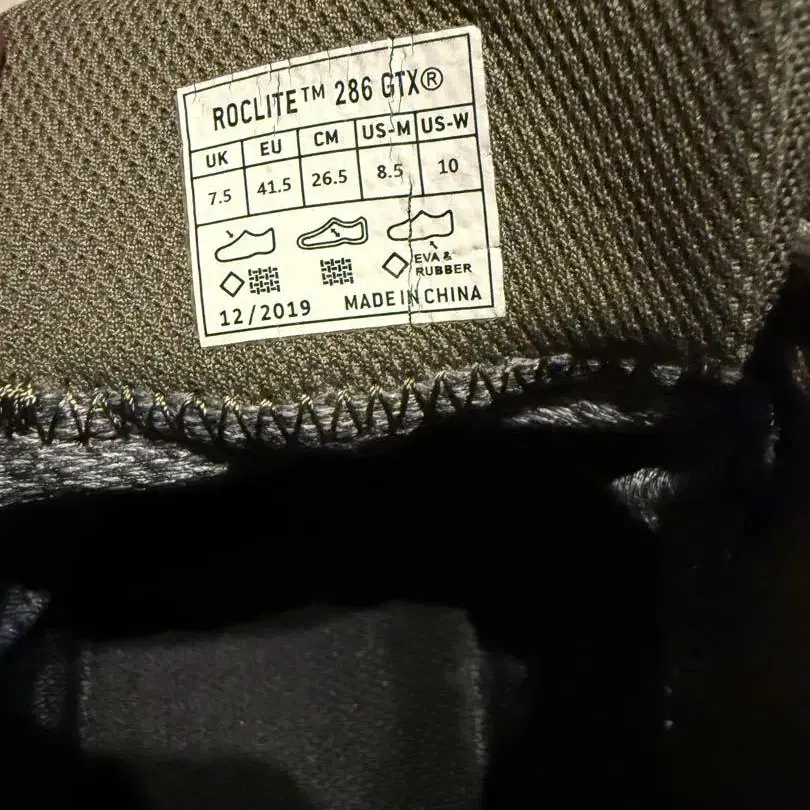 ROCLITE™ 286 GTX®
UK EU CM US-M US-W
7.5 41.5 26.5 8.5 10
EVA &
RUBBER
12/2019 MADE IN CHINA